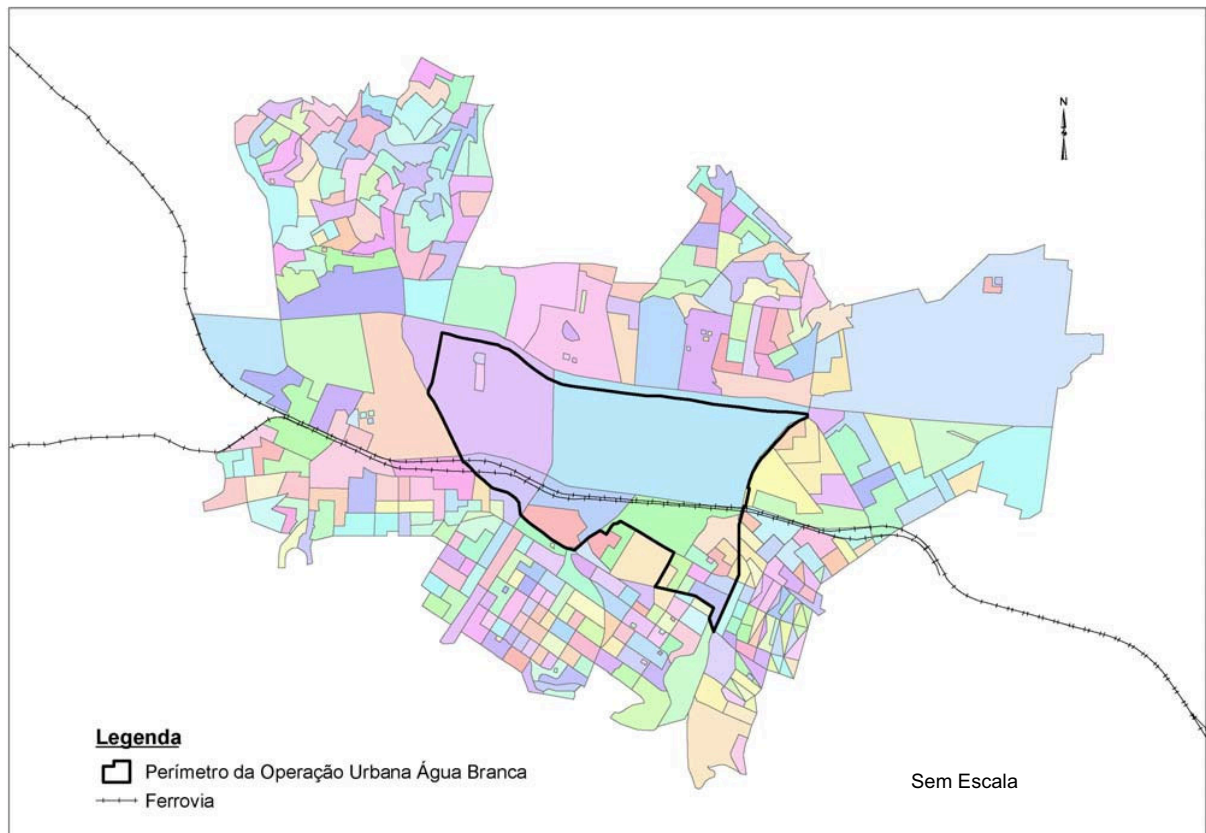 N
Legenda
Perímetro da Operação Urbana Água Branca
Ferrovia
Sem Escala